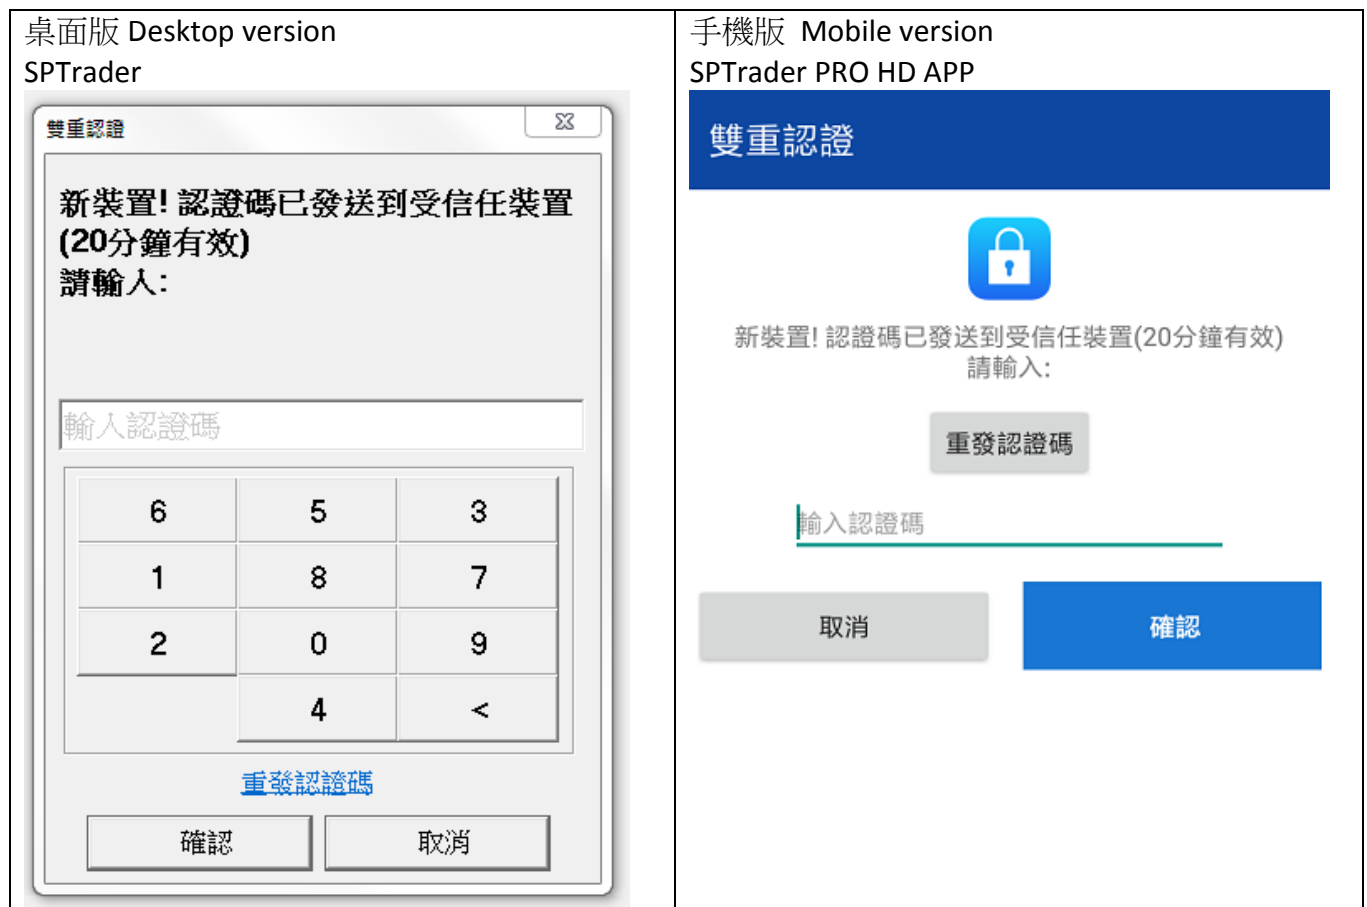 桌面版 Desktop version
SPTrader
雙重認證
新裝置! 認證碼已發送到受信任裝置
(20分鐘有效)
請輸入:
輸入認證碼
6 5 3
1 8 7
2 0 9
4 <
重發認證碼
確認 取消
手機版 Mobile version
SPTrader PRO HD APP
雙重認證
新裝置! 認證碼已發送到受信任裝置(20分鐘有效)
請輸入:
重發認證碼
輸入認證碼
取消 確認